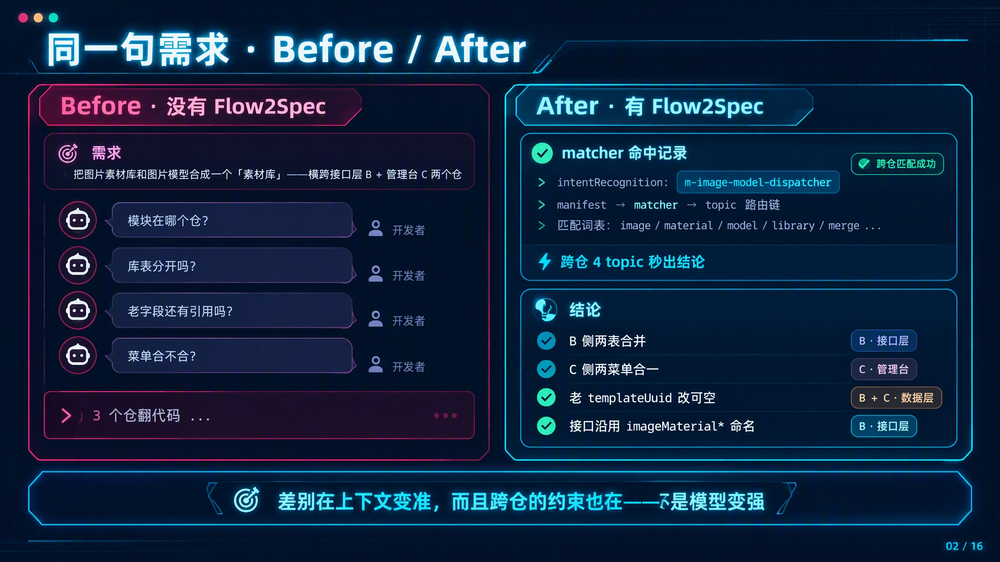 同一句需求 · Before / After
Before · 没有 Flow2Spec
需求
把图片素材库和图片模型合成一个「素材库」——横跨接口层 B + 管理台 C 两个仓
模块在哪个仓?
开发者
库表分开吗?
开发者
老字段还有引用吗?
开发者
菜单合不合?
开发者
3 个仓翻代码 ...
After · 有 Flow2Spec
matcher 命中记录
跨仓匹配成功
intentRecognition: m-image-model-dispatcher
manifest → matcher → topic 路由链
匹配词表: image / material / model / library / merge ...
跨仓 4 topic 秒出结论
结论
B 侧两表合并
B · 接口层
C 侧两菜单合一
C · 管理台
老 templateUuid 改可空
B + C · 数据层
接口沿用 imageMaterial* 命名
B · 接口层
差别在上下文变准，而且跨仓的约束也在——不是模型变强
02 / 16